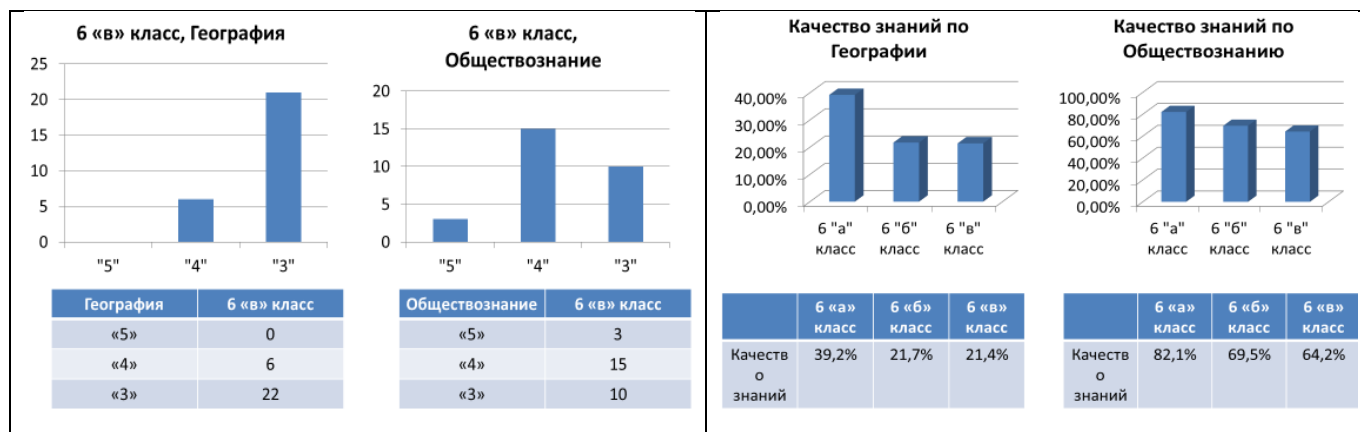 6 «в» класс, География
25
20
15
10
5
0
"5" "4" "3"
География 6 «в» класс
«5» 0
«4» 6
«3» 22
6 «в» класс,
Обществознание
20
15
10
5
0
"5" "4" "3"
Обществознание 6 «в» класс
«5» 3
«4» 15
«3» 10
Качество знаний по
Географии
40,00%
30,00%
20,00%
10,00%
0,00%
6 "а" 6 "б" 6 "в"
класс класс класс
6 «а» 6 «б» 6 «в»
класс класс класс
Качеств 39,2% 21,7% 21,4%
о
знаний
Качество знаний по
Обществознанию
100,00%
80,00%
60,00%
40,00%
20,00%
0,00%
6 "а" 6 "б" 6 "в"
класс класс класс
6 «а» 6 «б» 6 «в»
класс класс класс
Качеств 82,1% 69,5% 64,2%
о
знаний